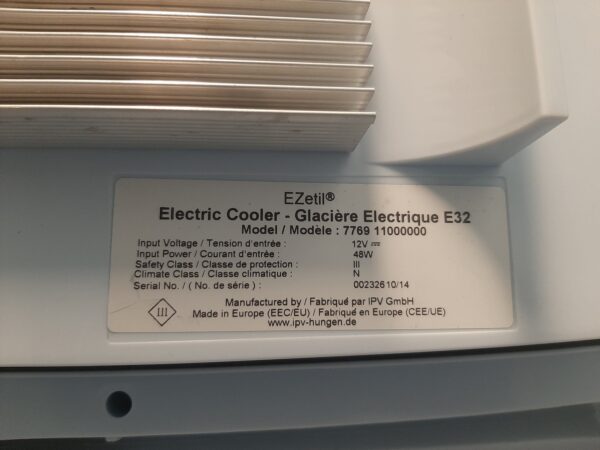 EZetil®
Electric Cooler - Glacière Electrique E32
Model / Modèle : 7769 11000000
Input Voltage / Tension d'entrée : 12V ⎓
Input Power / Courant d'entrée : 48W
Safety Class / Classe de protection : III
Climate Class / Classe climatique : N
Serial No. / ( No. de série) : 00232610/14
Manufactured by / Fabriqué par IPV GmbH
III Made in Europe (EEC/EU) / Fabriqué en Europe (CEE/UE)
www.ipv-hungen.de